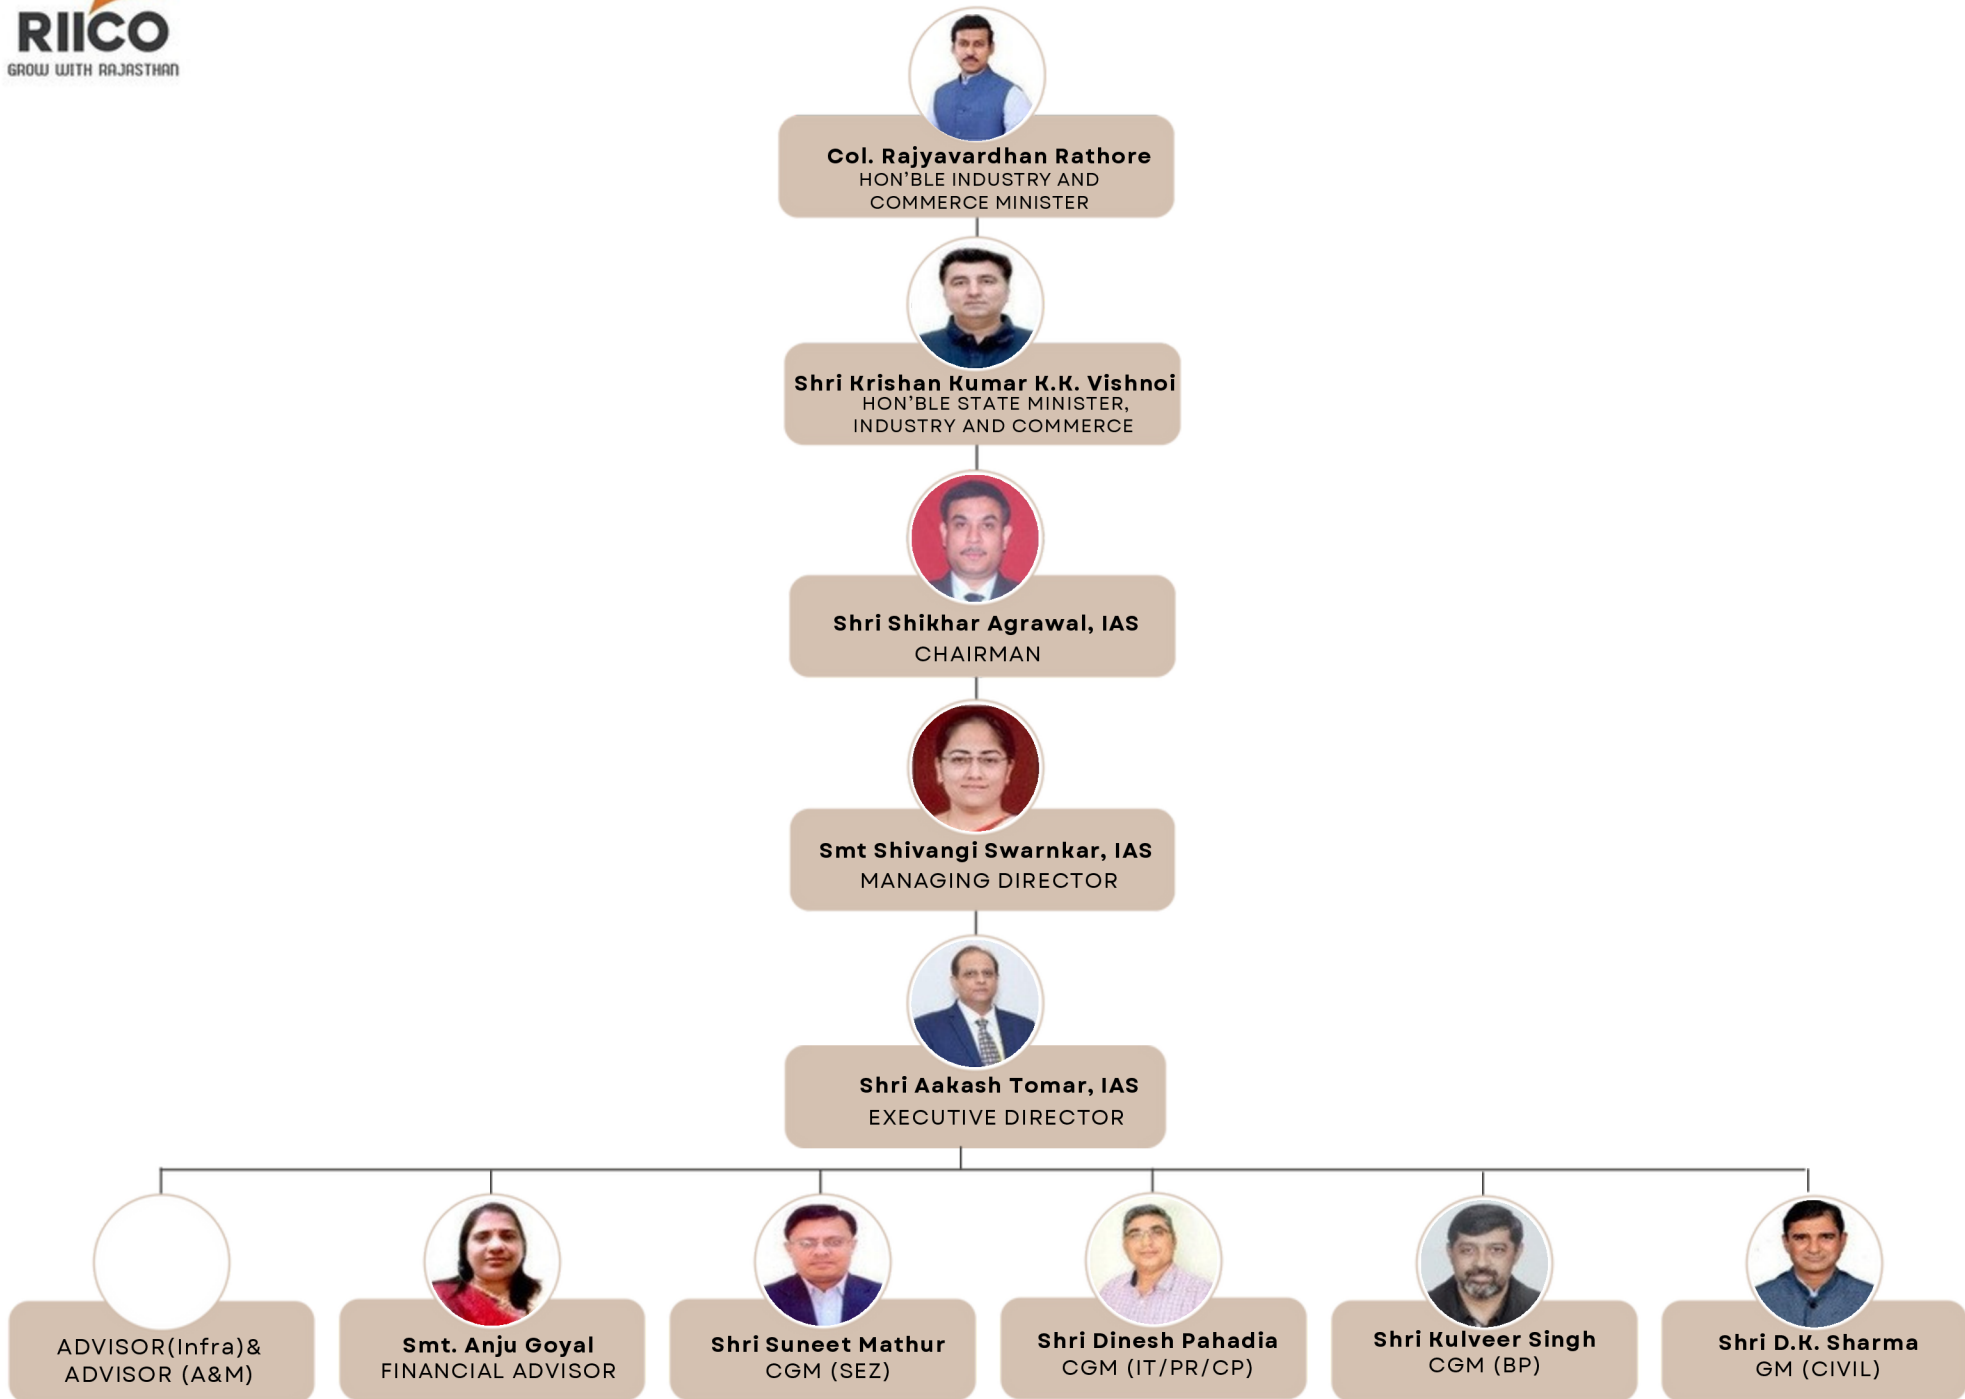 RIICO
GROW WITH RAJASTHAN
Col. Rajyavardhan Rathore
HON'BLE INDUSTRY AND
COMMERCE MINISTER
Shri Krishan Kumar K.K. Vishnoi
HON'BLE STATE MINISTER,
INDUSTRY AND COMMERCE
Shri Shikhar Agrawal, IAS
CHAIRMAN
Smt Shivangi Swarnkar, IAS
MANAGING DIRECTOR
Shri Aakash Tomar, IAS
EXECUTIVE DIRECTOR
ADVISOR(Infra)&
ADVISOR (A&M)
Smt. Anju Goyal
FINANCIAL ADVISOR
Shri Suneet Mathur
CGM (SEZ)
Shri Dinesh Pahadia
CGM (IT/PR/CP)
Shri Kulveer Singh
CGM (BP)
Shri D.K. Sharma
GM (CIVIL)